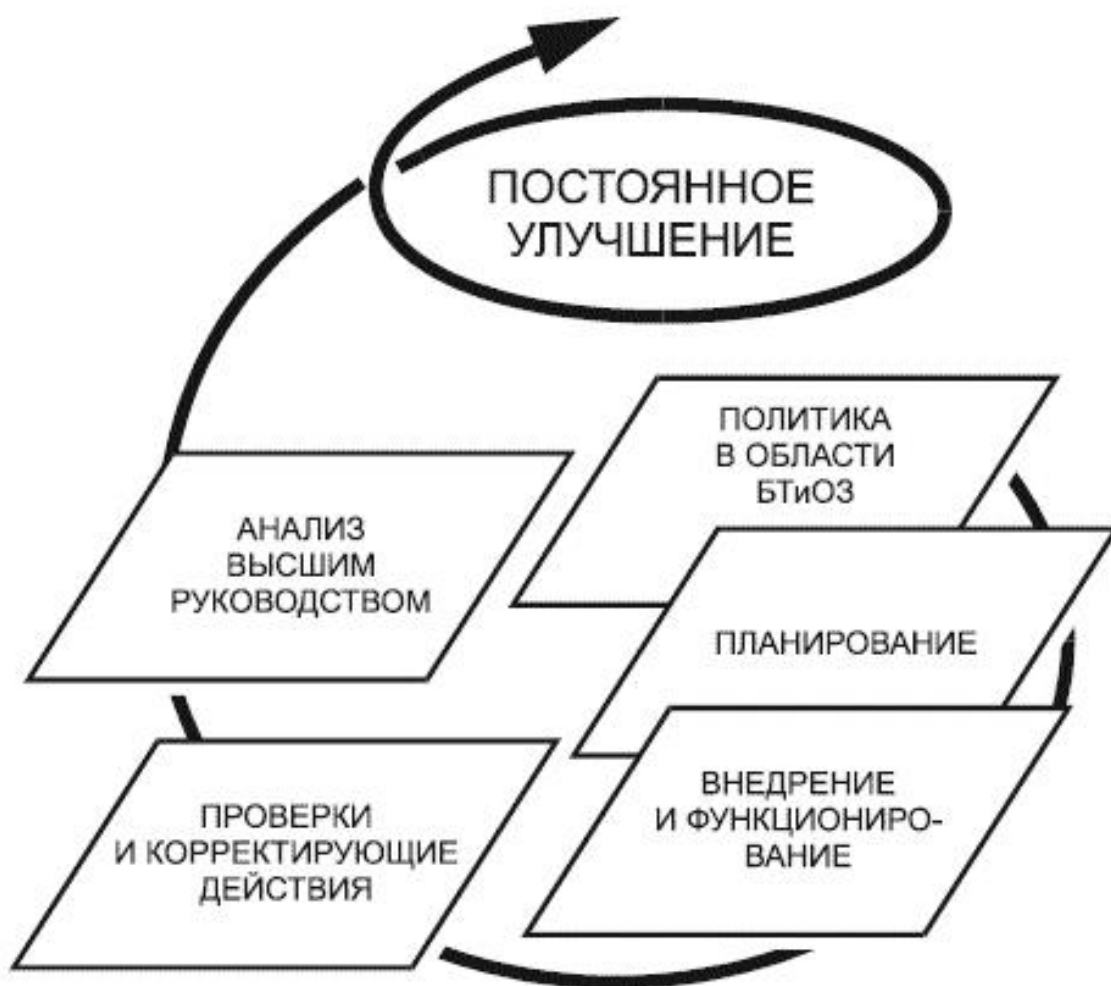 ПОСТОЯННОЕ
УЛУЧШЕНИЕ
ПОЛИТИКА
В ОБЛАСТИ
БТиОЗ
АНАЛИЗ
ВЫСШИМ
РУКОВОДСТВОМ
ПЛАНИРОВАНИЕ
ВНЕДРЕНИЕ
И ФУНКЦИОНИРО-
ВАНИЕ
ПРОВЕРКИ
И КОРРЕКТИРУЮЩИЕ
ДЕЙСТВИЯ